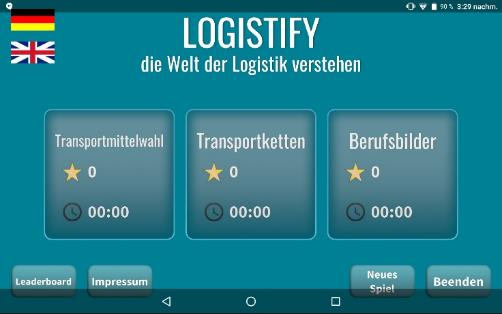 90 % 3:29 nachm.
LOGISTIFY
die Welt der Logistik verstehen
Transportmittelwahl
0
00:00
Transportketten
0
00:00
Berufsbilder
0
00:00
Leaderboard
Impressum
Neues
Spiel
Beenden